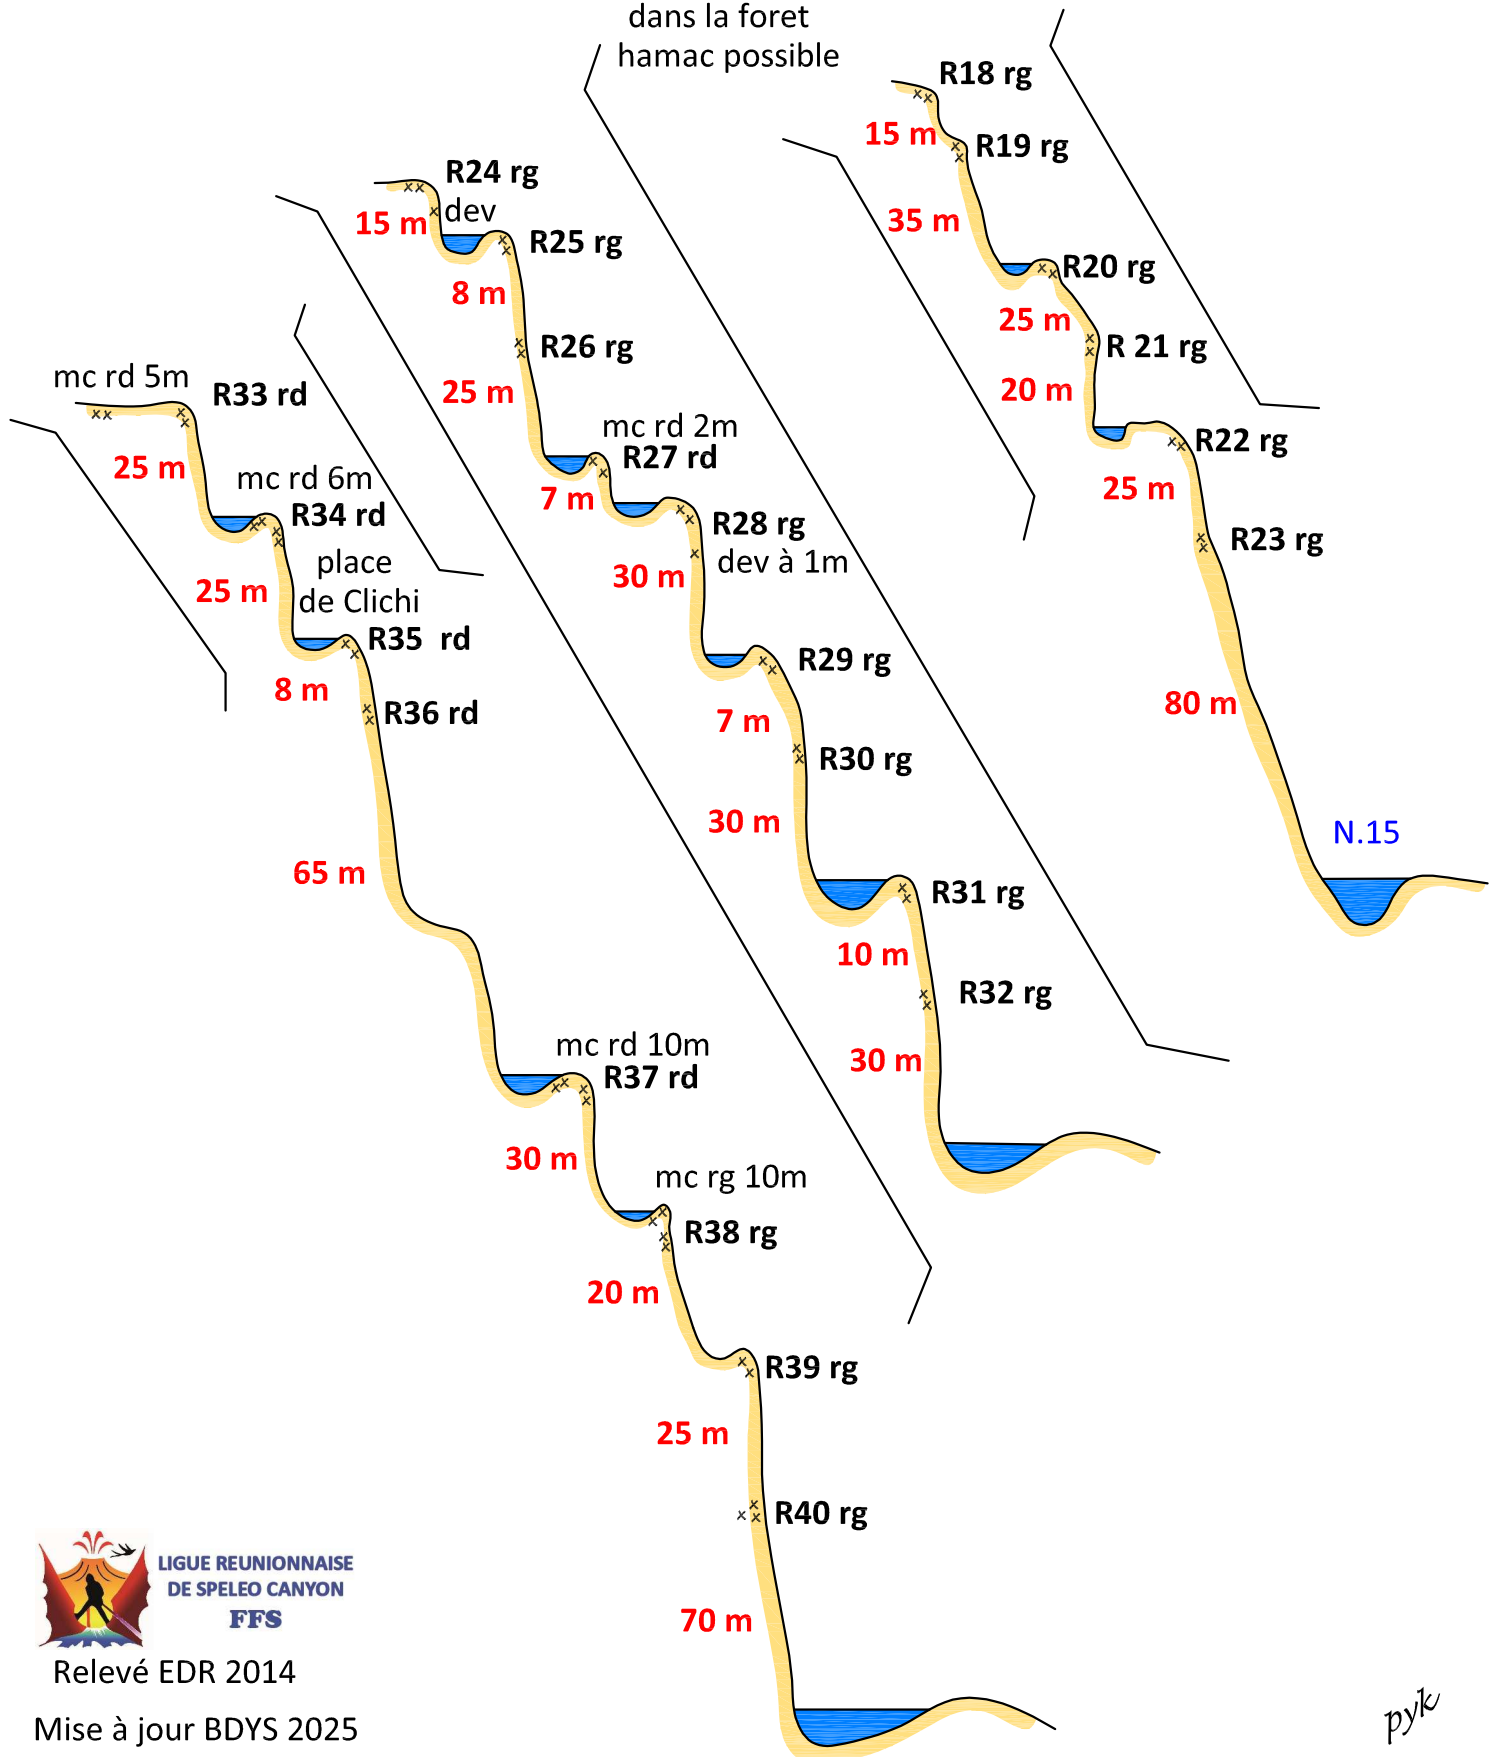 dans la foret
hamac possible
R18 rg
15 m
R19 rg
35 m
R20 rg
25 m
R 21 rg
20 m
R22 rg
25 m
R23 rg
80 m
N.15
R24 rg
dev
15 m
R25 rg
8 m
R26 rg
25 m
mc rd 2m
R27 rd
7 m
R28 rg
dev à 1m
30 m
R29 rg
7 m
R30 rg
30 m
R31 rg
10 m
R32 rg
30 m
mc rd 5m
R33 rd
25 m
mc rd 6m
R34 rd
25 m
place
de Clichi
R35 rd
8 m
R36 rd
65 m
mc rd 10m
R37 rd
30 m
mc rg 10m
R38 rg
20 m
R39 rg
25 m
R40 rg
70 m
LIGUE REUNIONNAISE
DE SPELEO CANYON
FFS
Relevé EDR 2014
Mise à jour BDYS 2025
pyk